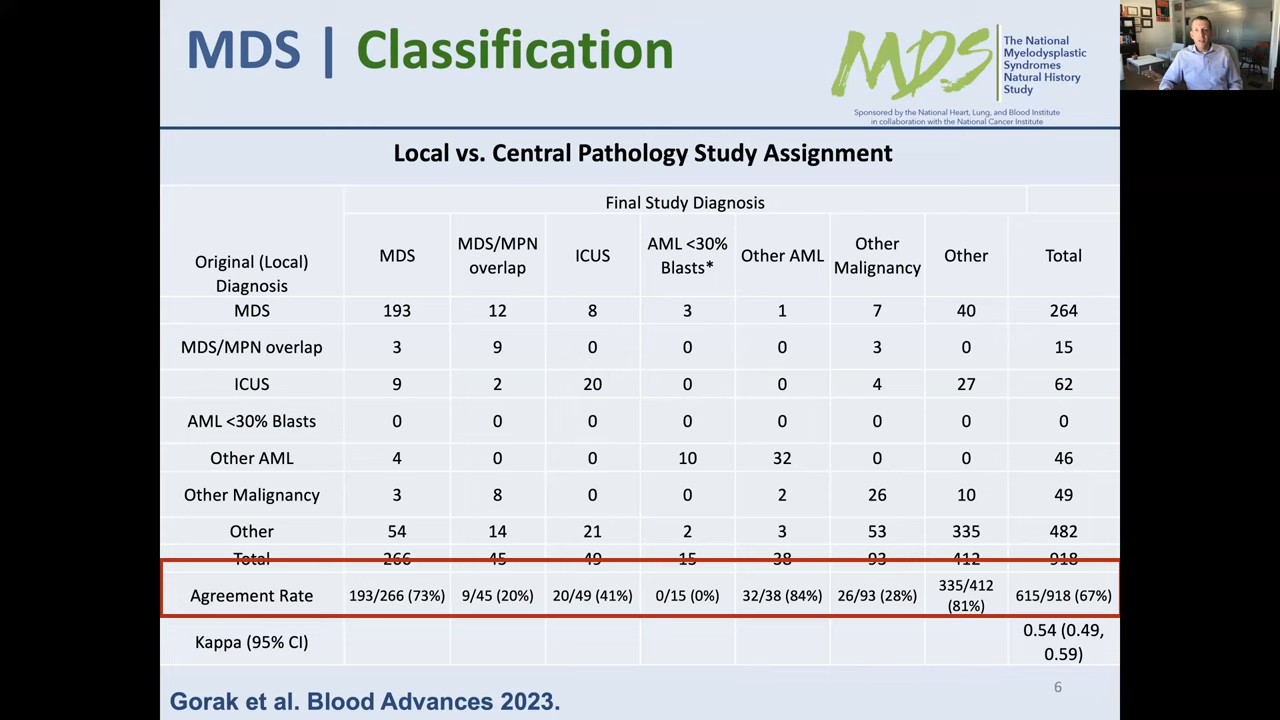 MDS | Classification
MDS
The National
Myelodysplastic
Syndromes
Natural History
Study
Sponsored by the National Heart, Lung, and Blood Institute
in collaboration with the National Cancer Institute
Local vs. Central Pathology Study Assignment
Final Study Diagnosis
Original (Local) Diagnosis MDS MDS/MPN overlap ICUS AML <30% Blasts* Other AML Other Malignancy Other Total
MDS 193 12 8 3 1 7 40 264
MDS/MPN overlap 3 9 0 0 0 3 0 15
ICUS 9 2 20 0 0 4 27 62
AML <30% Blasts 0 0 0 0 0 0 0 0
Other AML 4 0 0 10 32 0 0 46
Other Malignancy 3 8 0 0 2 26 10 49
Other 54 14 21 2 3 53 335 482
Total 266 45 49 15 38 93 412 918
Agreement Rate 193/266 (73%) 9/45 (20%) 20/49 (41%) 0/15 (0%) 32/38 (84%) 26/93 (28%) 335/412 (81%) 615/918 (67%)
Kappa (95% CI) 0.54 (0.49, 0.59)
6
Gorak et al. Blood Advances 2023.